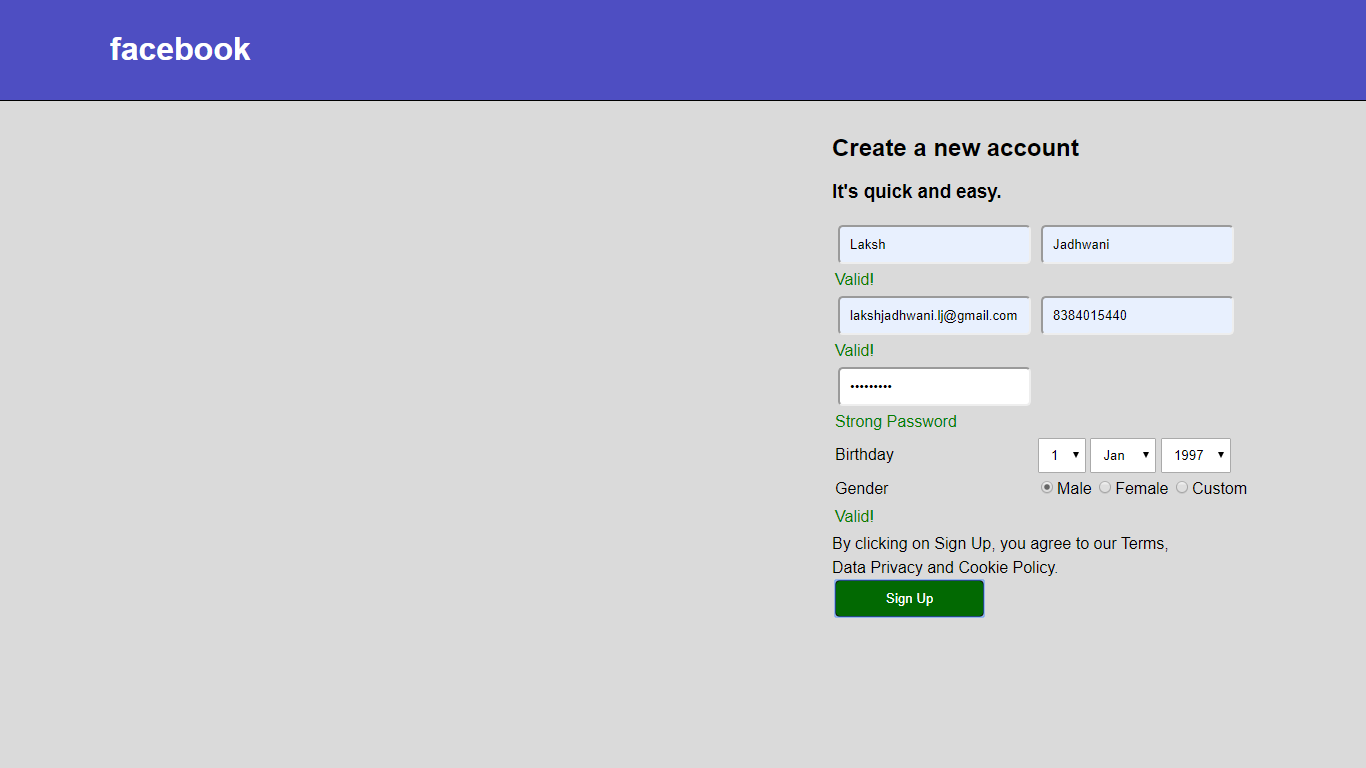 facebook
Create a new account
It's quick and easy.
Laksh Jadhwani
Valid!
lakshjadhwani.lj@gmail.com 8384015440
Valid!
•••••••••
Strong Password
Birthday 1 Jan 1997
Gender Male Female Custom
Valid!
By clicking on Sign Up, you agree to our Terms,
Data Privacy and Cookie Policy.
Sign Up